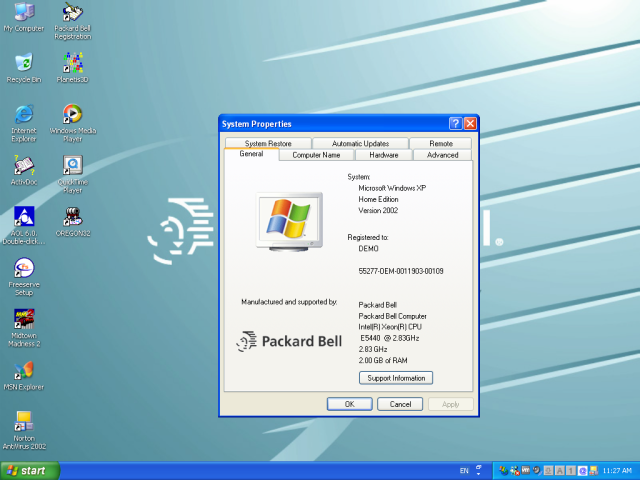 My Computer
Packard Bell
Registration
Recycle Bin
Planetis3D
Internet
Explorer
Windows Media
Player
ActivDoc
QuickTime
Player
AOL 6.0.
Double-click...
OREGON32
Freeserve
Setup
Midtown
Madness 2
MSN Explorer
Norton
AntiVirus 2002
System Properties
System Restore
Automatic Updates
Remote
General
Computer Name
Hardware
Advanced
System:
Microsoft Windows XP
Home Edition
Version 2002
Registered to:
DEMO
55277-OEM-0011903-00109
Manufactured and supported by:
Packard Bell
Packard Bell
Packard Bell Computer
Intel(R) Xeon(R) CPU
E5440 @ 2.83GHz
2.83 GHz
2.00 GB of RAM
Support Information
OK
Cancel
Apply
start
EN
11:27 AM